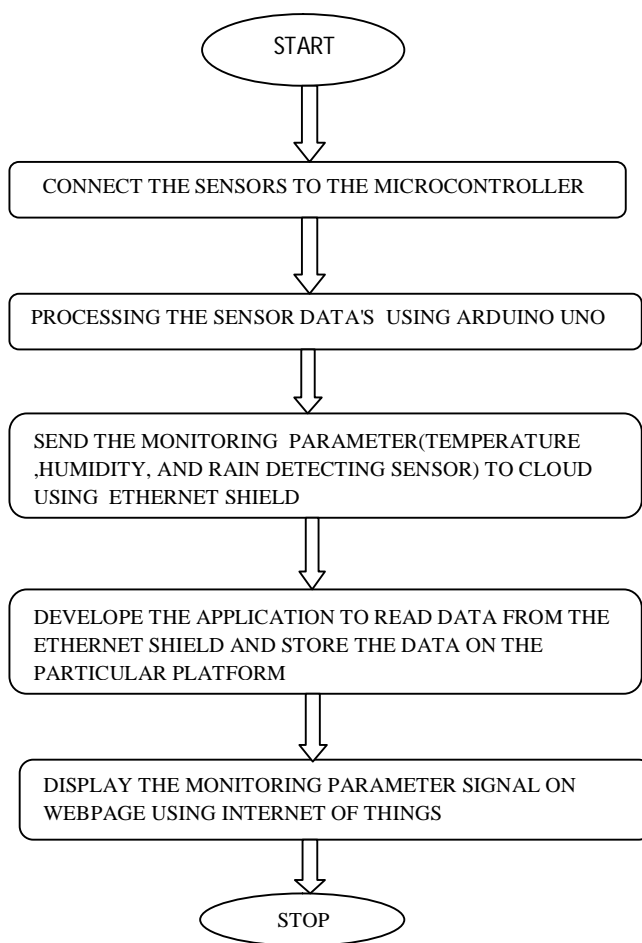 START
CONNECT THE SENSORS TO THE MICROCONTROLLER
PROCESSING THE SENSOR DATA'S USING ARDUINO UNO
SEND THE MONITORING PARAMETER(TEMPERATURE
,HUMIDITY, AND RAIN DETECTING SENSOR) TO CLOUD
USING ETHERNET SHIELD
DEVELOPE THE APPLICATION TO READ DATA FROM THE
ETHERNET SHIELD AND STORE THE DATA ON THE
PARTICULAR PLATFORM
DISPLAY THE MONITORING PARAMETER SIGNAL ON
WEBPAGE USING INTERNET OF THINGS
STOP